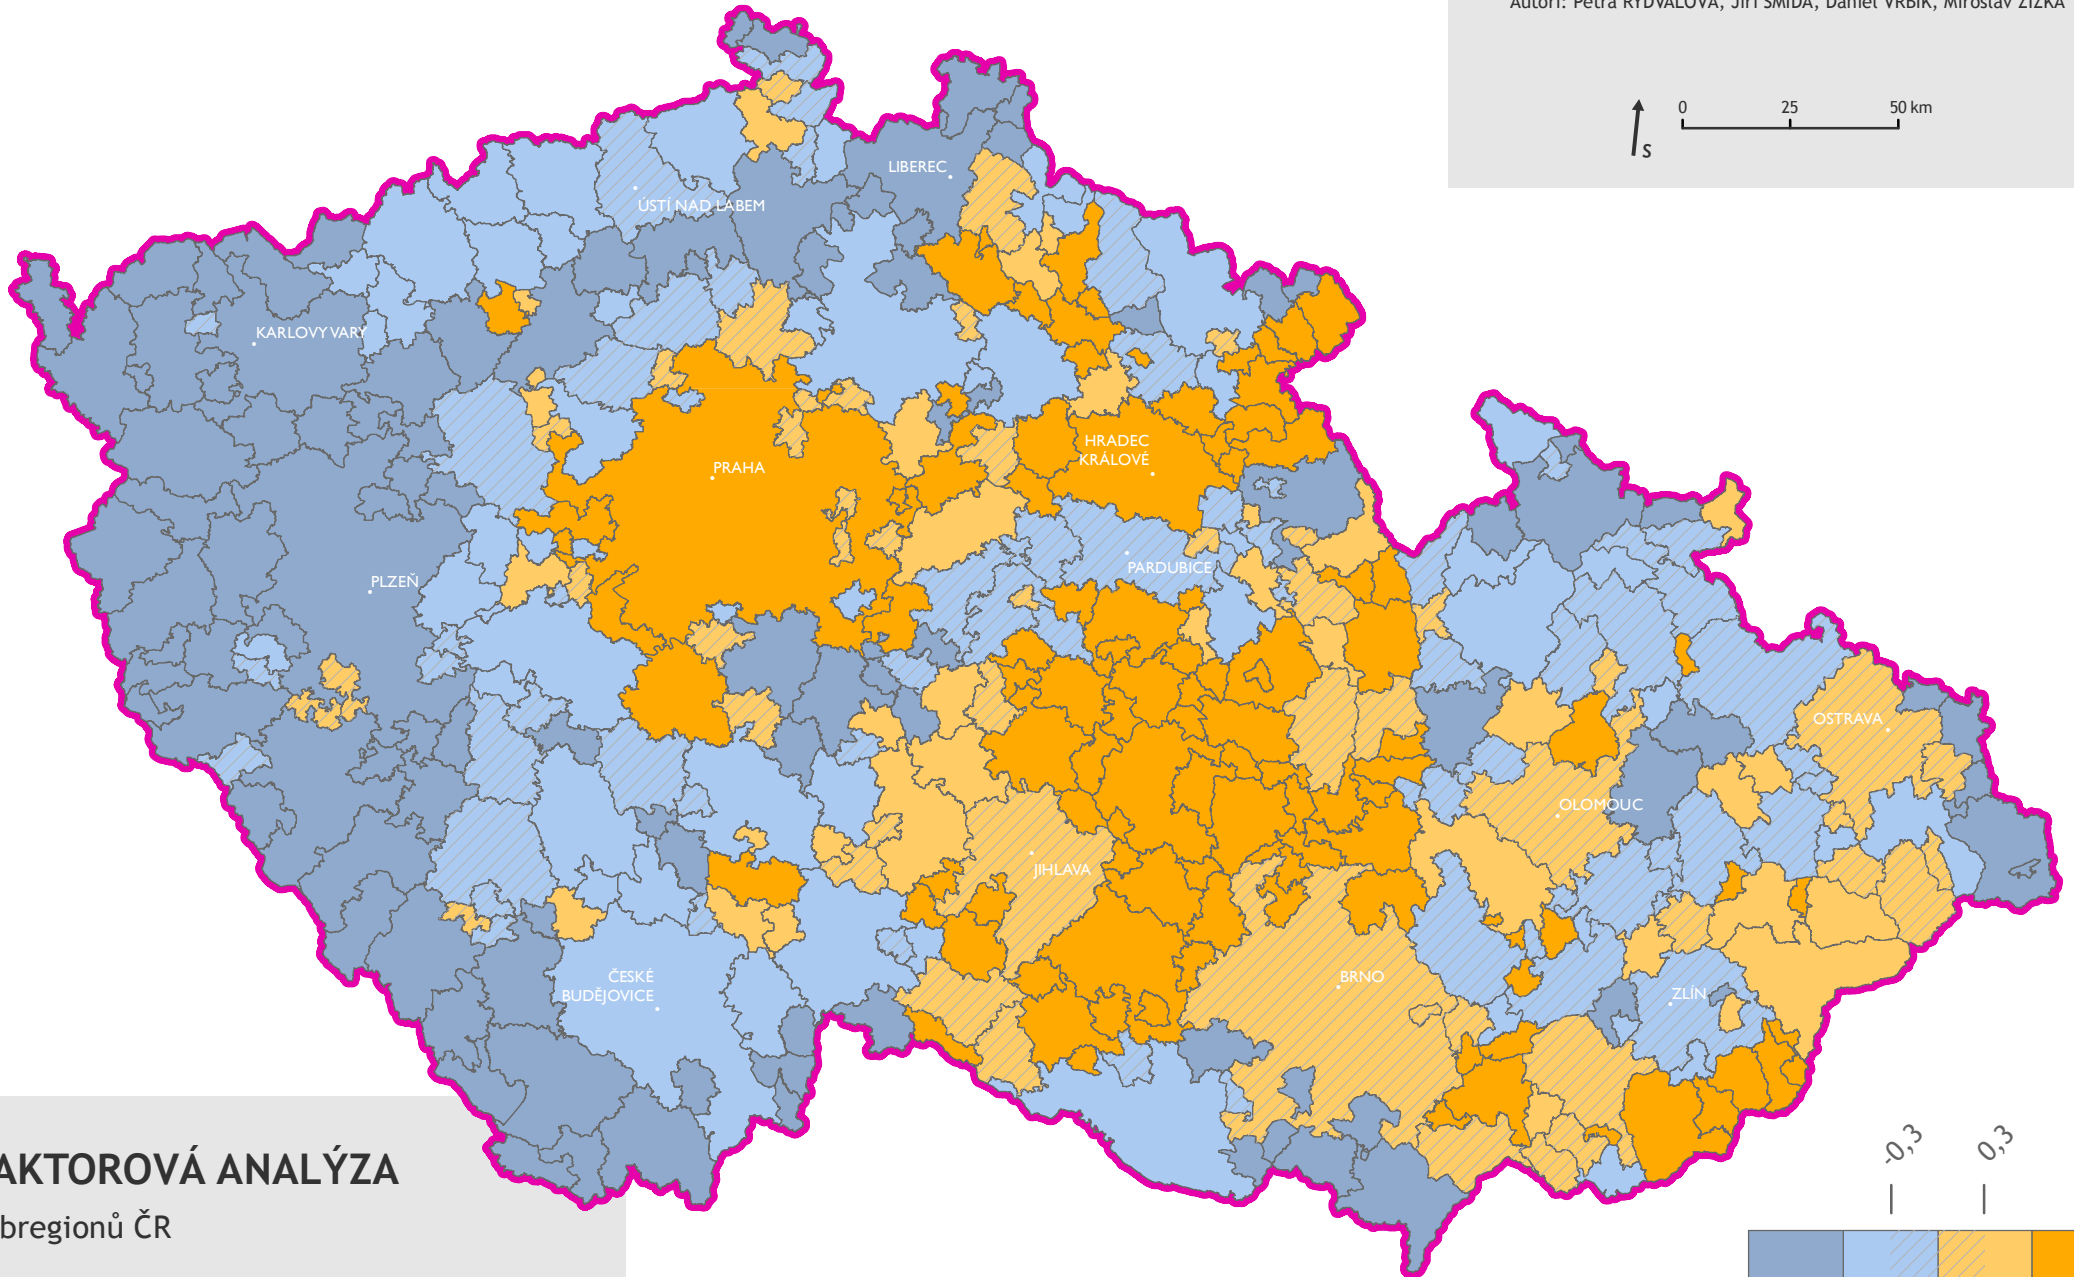 Autoři: Petra RYDVALOVÁ, Jiří ŠMÍDA, Daniel VRBÍK, Miroslav ŽIŽKA
0 25 50 km
S
LIBEREC
ÚSTÍ NAD LABEM
KARLOVY VARY
HRADEC
KRÁLOVÉ
PRAHA
PARDUBICE
PLZEŇ
OSTRAVA
OLOMOUC
JIHLAVA
ČESKÉ
BUDĚJOVICE
BRNO
ZLÍN
AKTOROVÁ ANALÝZA
bregionů ČR
-0,3 0,3